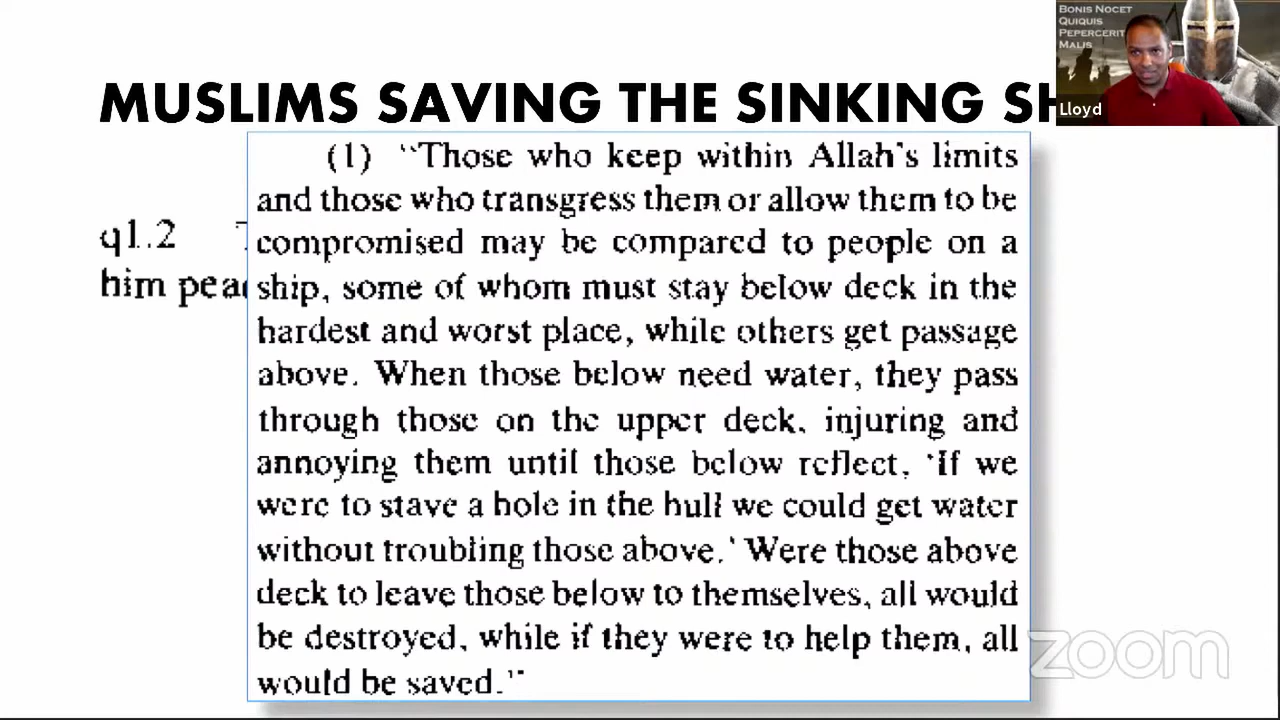 BONIS NOCET
QUIQUIS
PEPERCERIT
MALIS
Lloyd
MUSLIMS SAVING THE SINKING SH
q1.2
him pea
(1) "Those who keep within Allah's limits
and those who transgress them or allow them to be
compromised may be compared to people on a
ship, some of whom must stay below deck in the
hardest and worst place, while others get passage
above. When those below need water, they pass
through those on the upper deck, injuring and
annoying them until those below reflect, 'If we
were to stave a hole in the hull we could get water
without troubling those above.' Were those above
deck to leave those below to themselves, all would
be destroyed, while if they were to help them, all
would be saved."
zoom